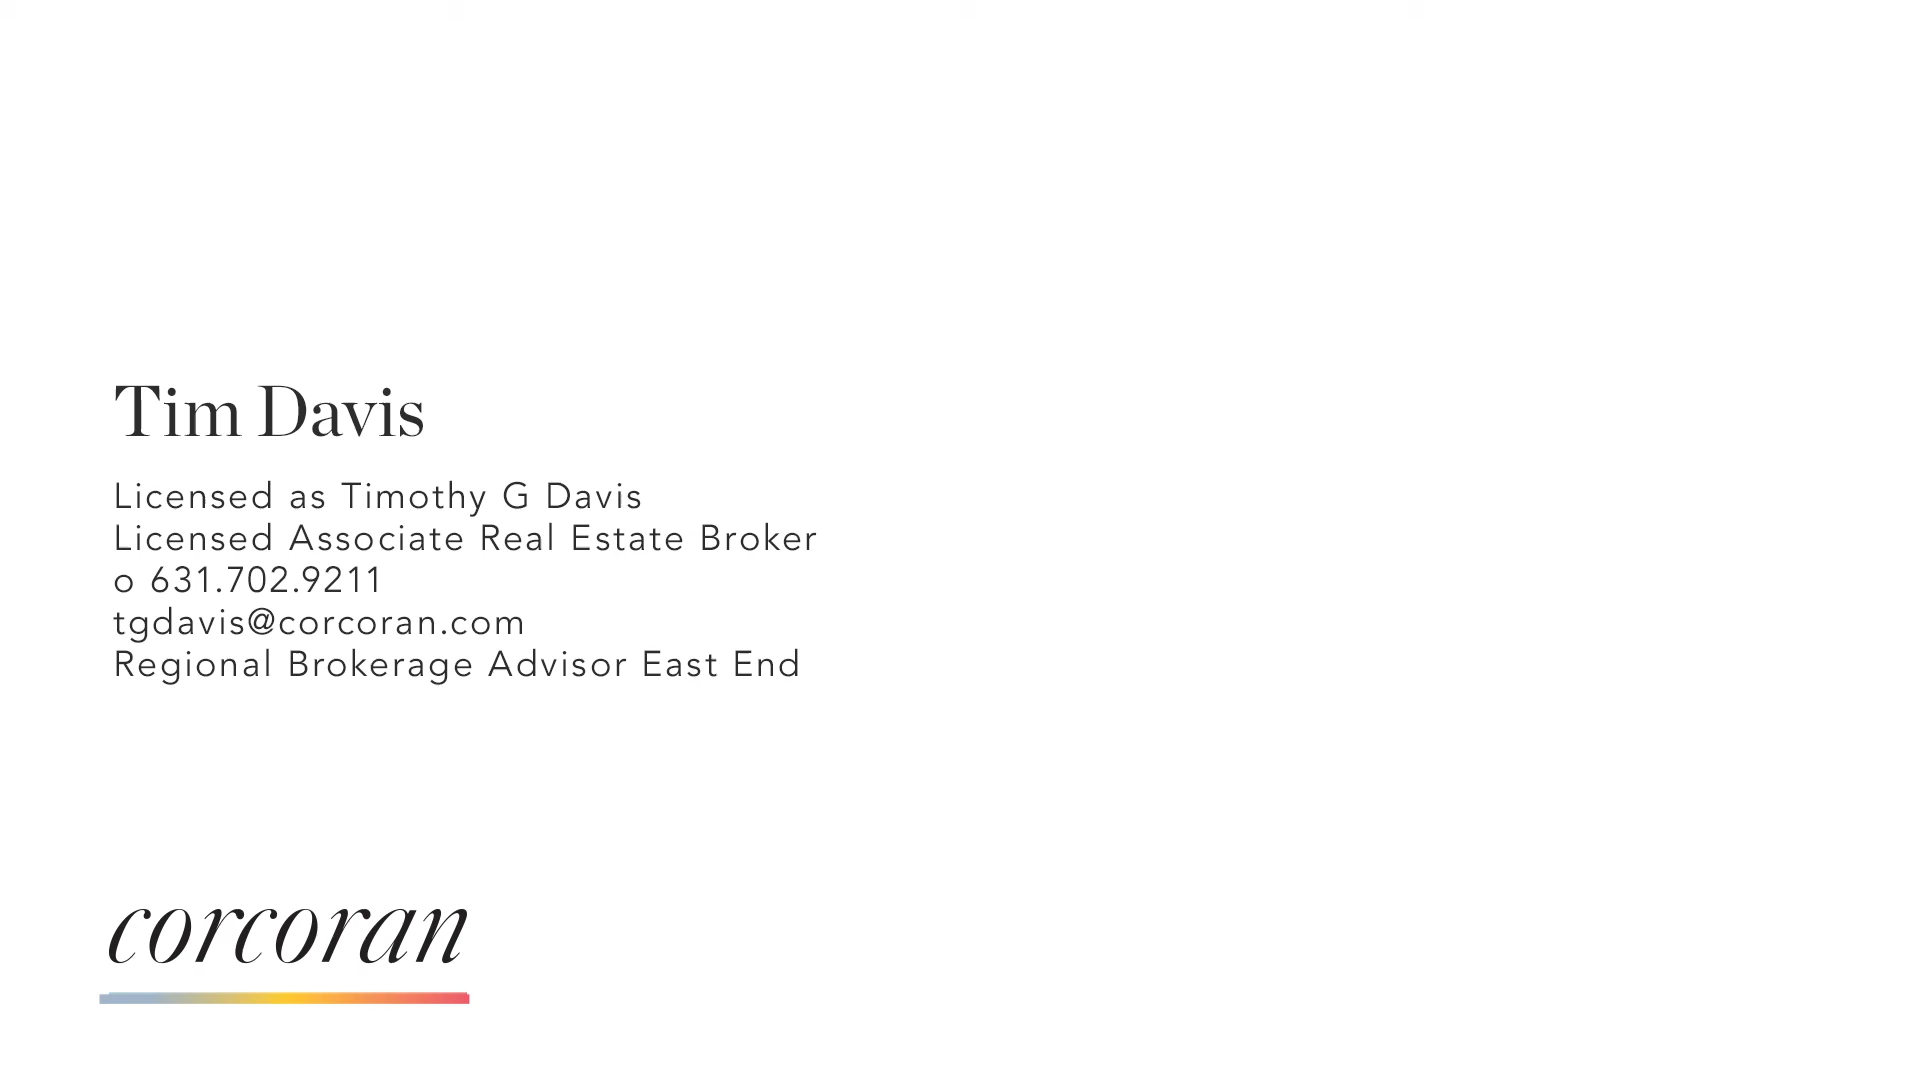 Tim Davis
Licensed as Timothy G Davis
Licensed Associate Real Estate Broker
o 631.702.9211
tgdavis@corcoran.com
Regional Brokerage Advisor East End
corcoran